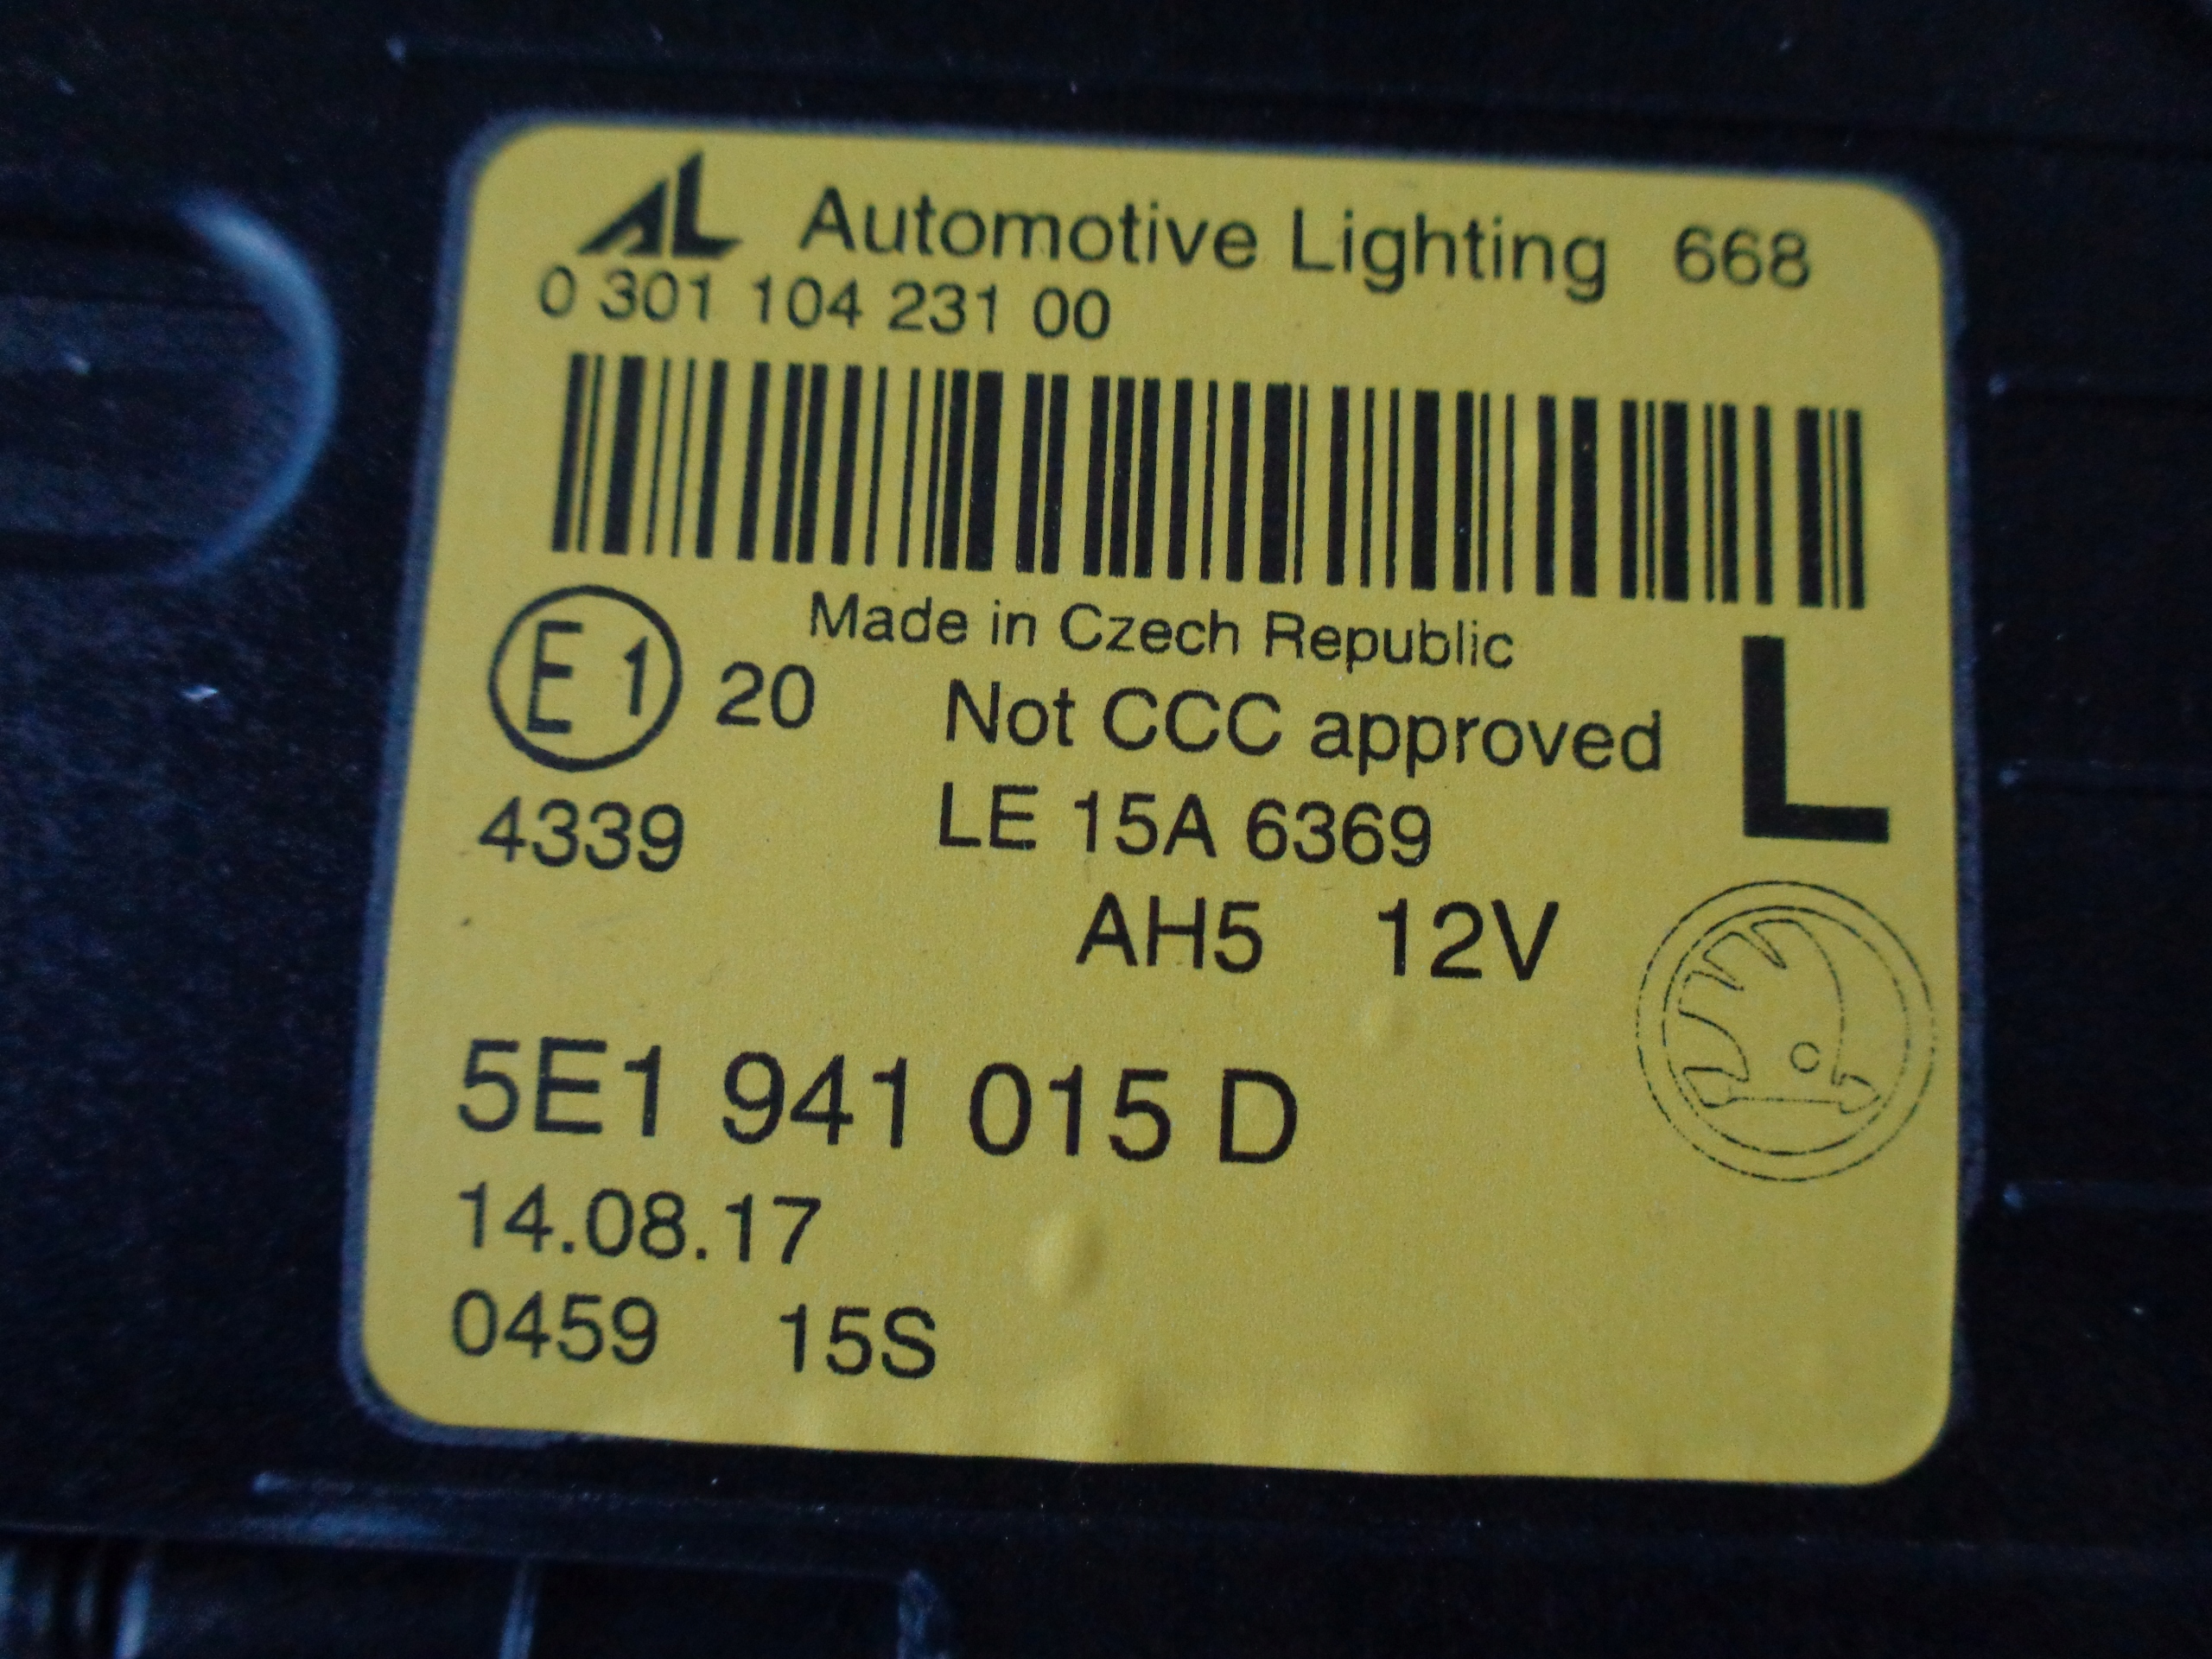 AL Automotive Lighting 668
0 301 104 231 00
Made in Czech Republic
E1 20 Not CCC approved L
4339 LE 15A 6369
AH5 12V
5E1 941 015 D
14.08.17
0459 15S